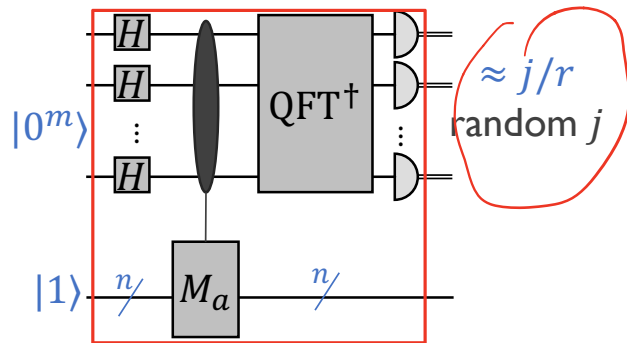 H
H
⋮
H
|0^m⟩
QFT†
⋮
≈ j/r
random j
|1⟩
n
M_a
n